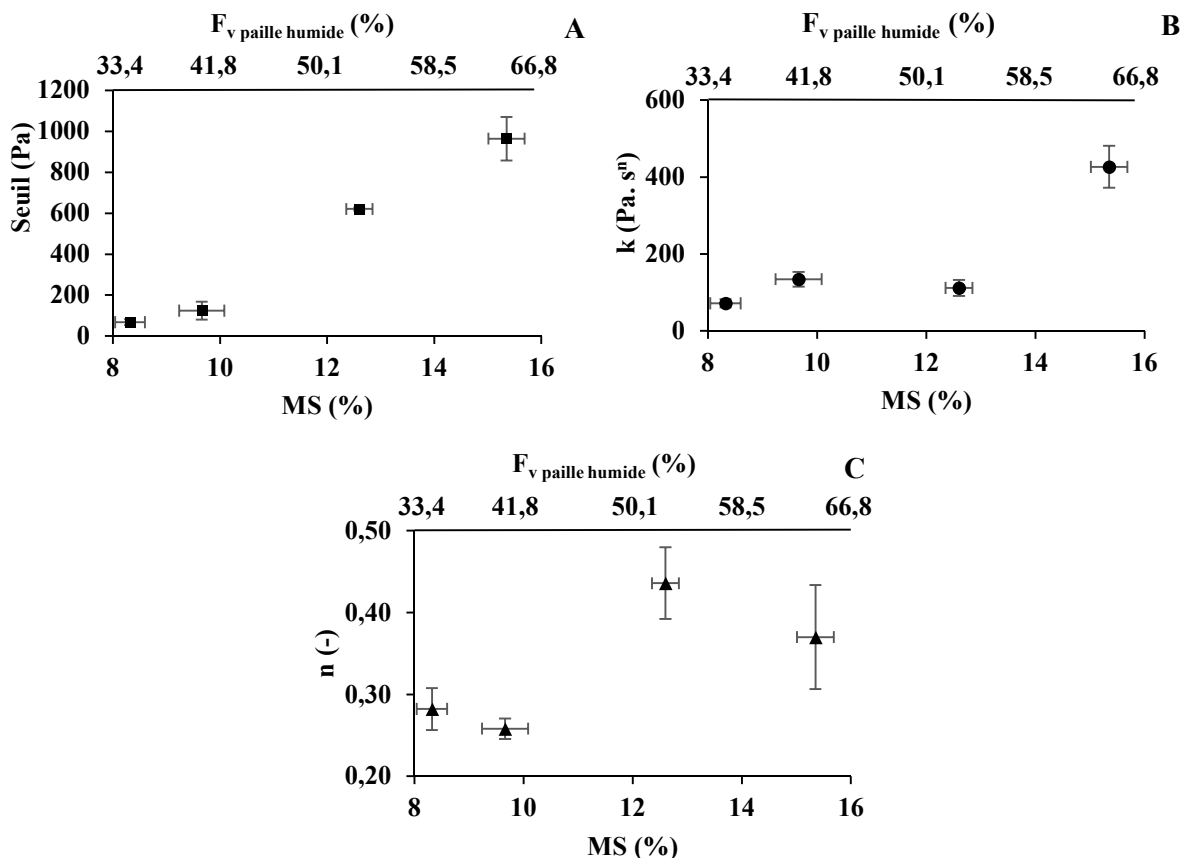 F_v paille humide (%)
A
33,4 41,8 50,1 58,5 66,8
1200
1000
800
600
400
200
0
Seuil (Pa)
8 10 12 14 16
MS (%)
F_v paille humide (%)
B
33,4 41,8 50,1 58,5 66,8
600
400
200
0
k (Pa. sⁿ)
8 10 12 14 16
MS (%)
F_v paille humide (%)
C
33,4 41,8 50,1 58,5 66,8
0,50
0,40
0,30
0,20
n (-)
8 10 12 14 16
MS (%)